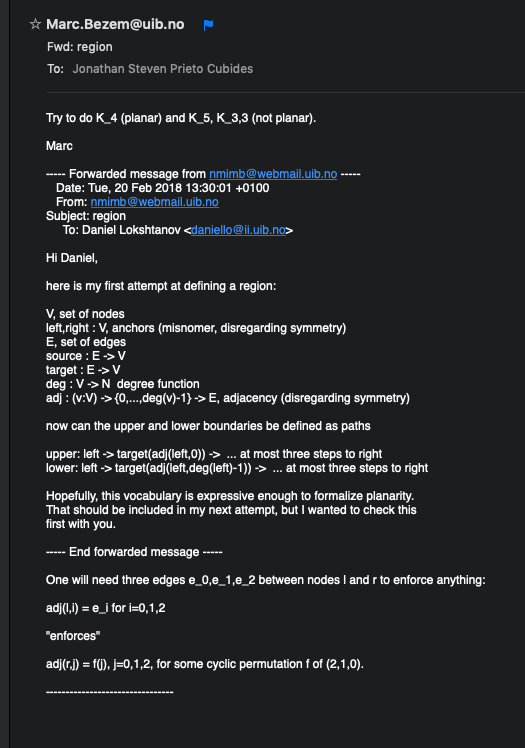 Marc.Bezem@uib.no
Fwd: region
To: Jonathan Steven Prieto Cubides
Try to do K_4 (planar) and K_5, K_3,3 (not planar).
Marc
----- Forwarded message from nmimb@webmail.uib.no -----
Date: Tue, 20 Feb 2018 13:30:01 +0100
From: nmimb@webmail.uib.no
Subject: region
To: Daniel Lokshtanov <daniello@ii.uib.no>
Hi Daniel,
here is my first attempt at defining a region:
V, set of nodes
left,right : V, anchors (misnomer, disregarding symmetry)
E, set of edges
source : E -> V
target : E -> V
deg : V -> N  degree function
adj : (v:V) -> {0,...,deg(v)-1} -> E, adjacency (disregarding symmetry)
now can the upper and lower boundaries be defined as paths
upper: left -> target(adj(left,0)) ->  ... at most three steps to right
lower: left -> target(adj(left,deg(left)-1)) ->  ... at most three steps to right
Hopefully, this vocabulary is expressive enough to formalize planarity.
That should be included in my next attempt, but I wanted to check this
first with you.
----- End forwarded message -----
One will need three edges e_0,e_1,e_2 between nodes l and r to enforce anything:
adj(l,i) = e_i for i=0,1,2
"enforces"
adj(r,j) = f(j), j=0,1,2, for some cyclic permutation f of (2,1,0).
--------------------------------